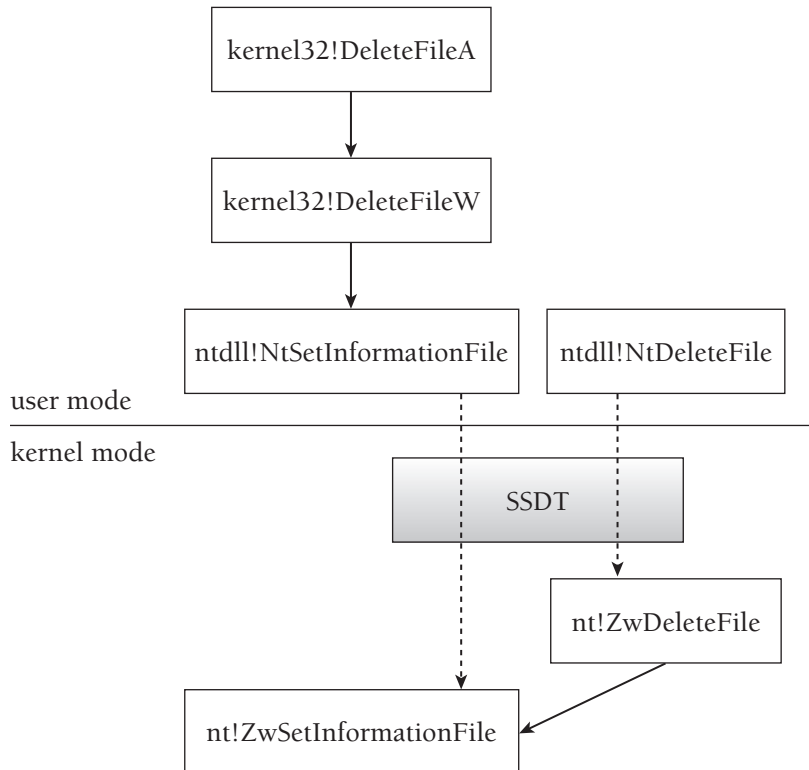 kernel32!DeleteFileA
kernel32!DeleteFileW
ntdll!NtSetInformationFile
ntdll!NtDeleteFile
user mode
kernel mode
SSDT
nt!ZwDeleteFile
nt!ZwSetInformationFile